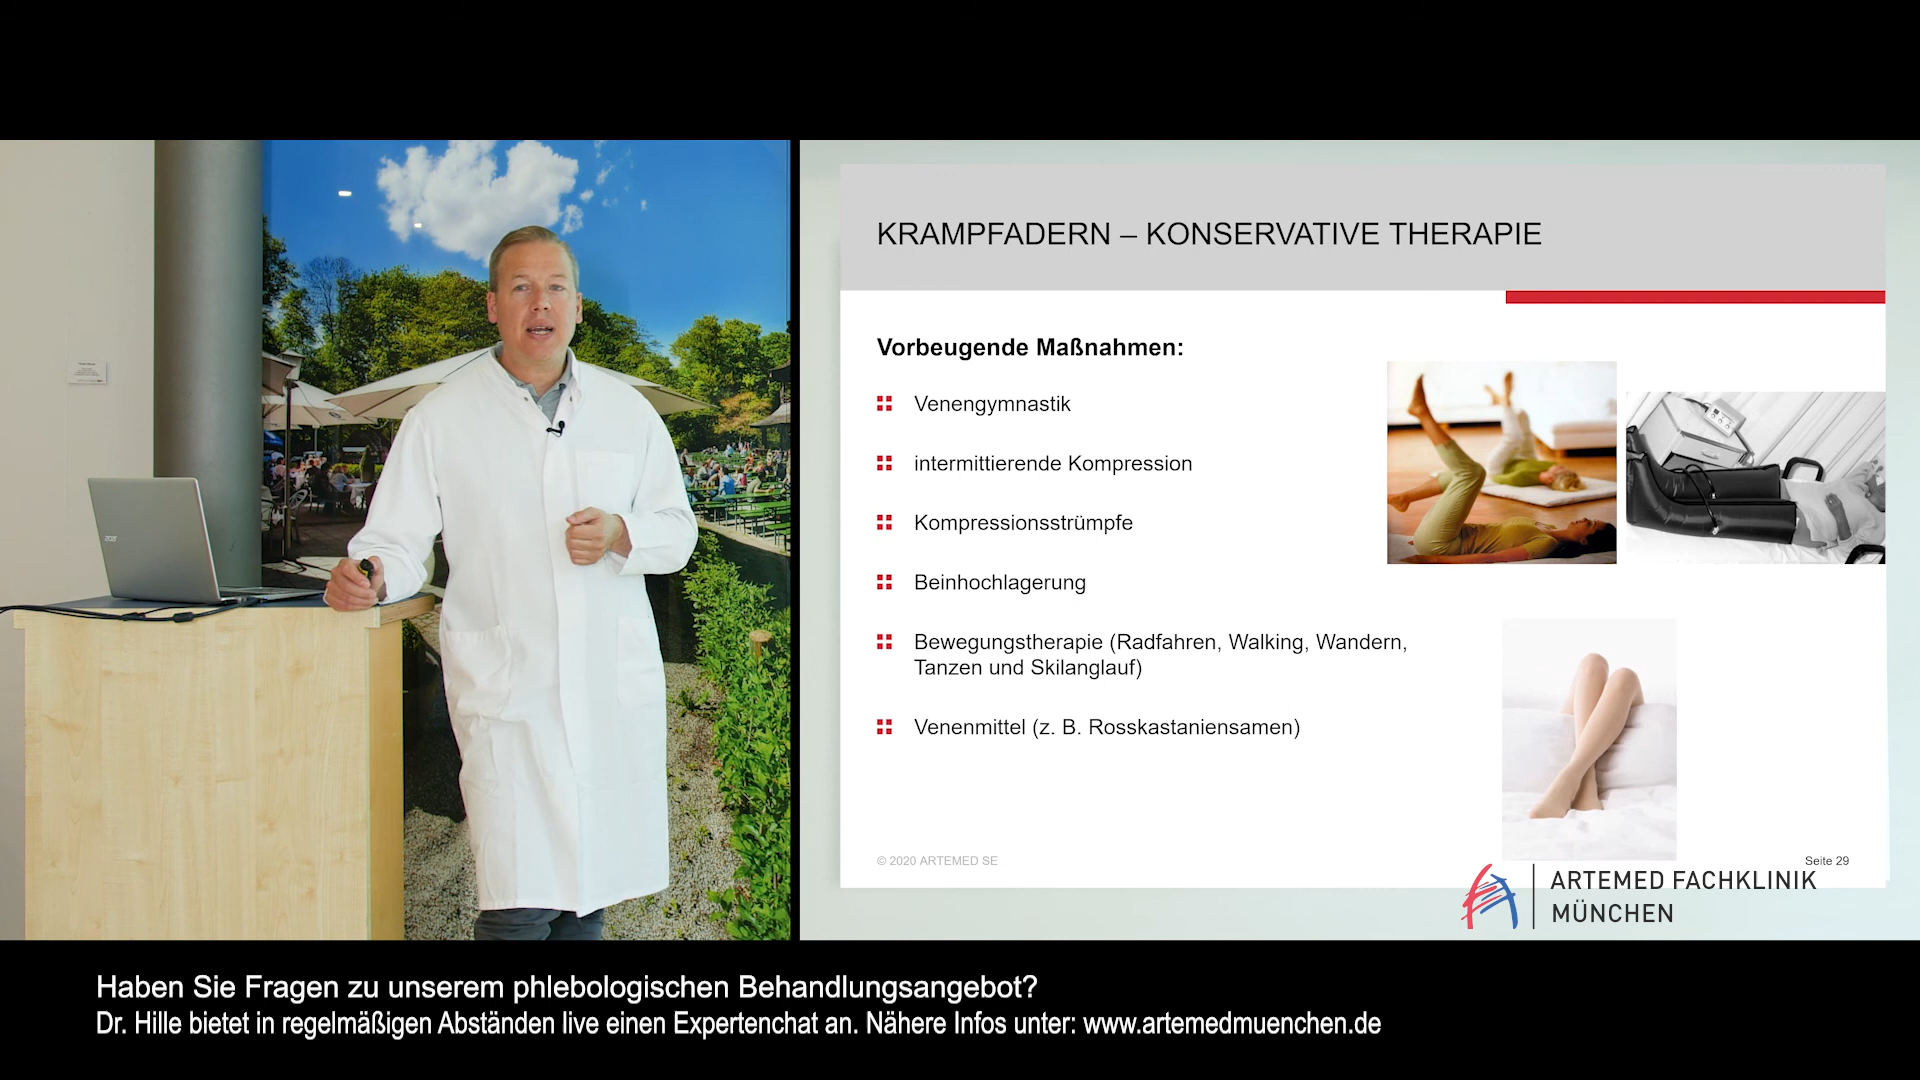 KRAMPFADERN – KONSERVATIVE THERAPIE
Vorbeugende Maßnahmen:
Venengymnastik
intermittierende Kompression
Kompressionsstrümpfe
Beinhochlagerung
Bewegungstherapie (Radfahren, Walking, Wandern,
Tanzen und Skilanglauf)
Venenmittel (z. B. Rosskastaniensamen)
© 2020 ARTEMED SE
Seite 29
ARTEMED FACHKLINIK
MÜNCHEN
acer
Haben Sie Fragen zu unserem phlebologischen Behandlungsangebot?
Dr. Hille bietet in regelmäßigen Abständen live einen Expertenchat an. Nähere Infos unter: www.artemedmuenchen.de